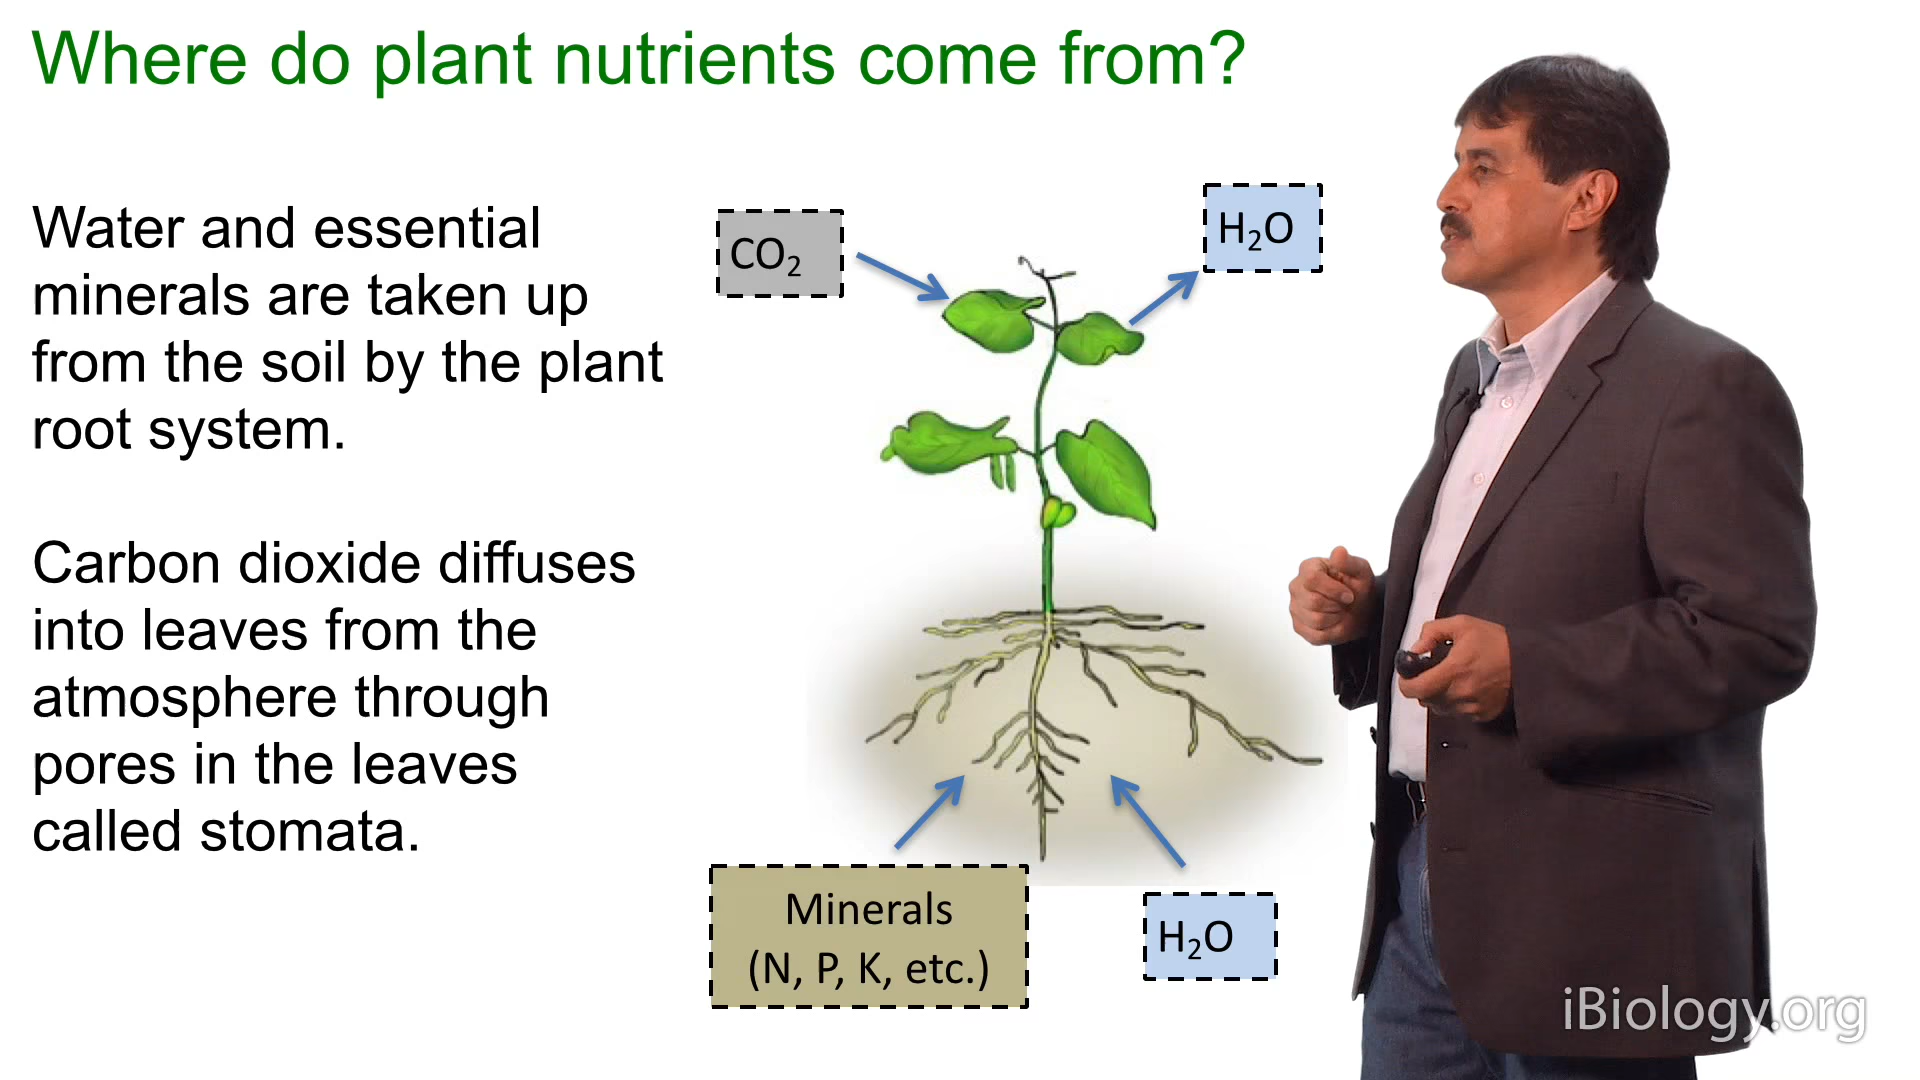 Where do plant nutrients come from?
Water and essential
minerals are taken up
from the soil by the plant
root system.
Carbon dioxide diffuses
into leaves from the
atmosphere through
pores in the leaves
called stomata.
CO₂
H₂O
Minerals
(N, P, K, etc.)
H₂O
iBiology.org